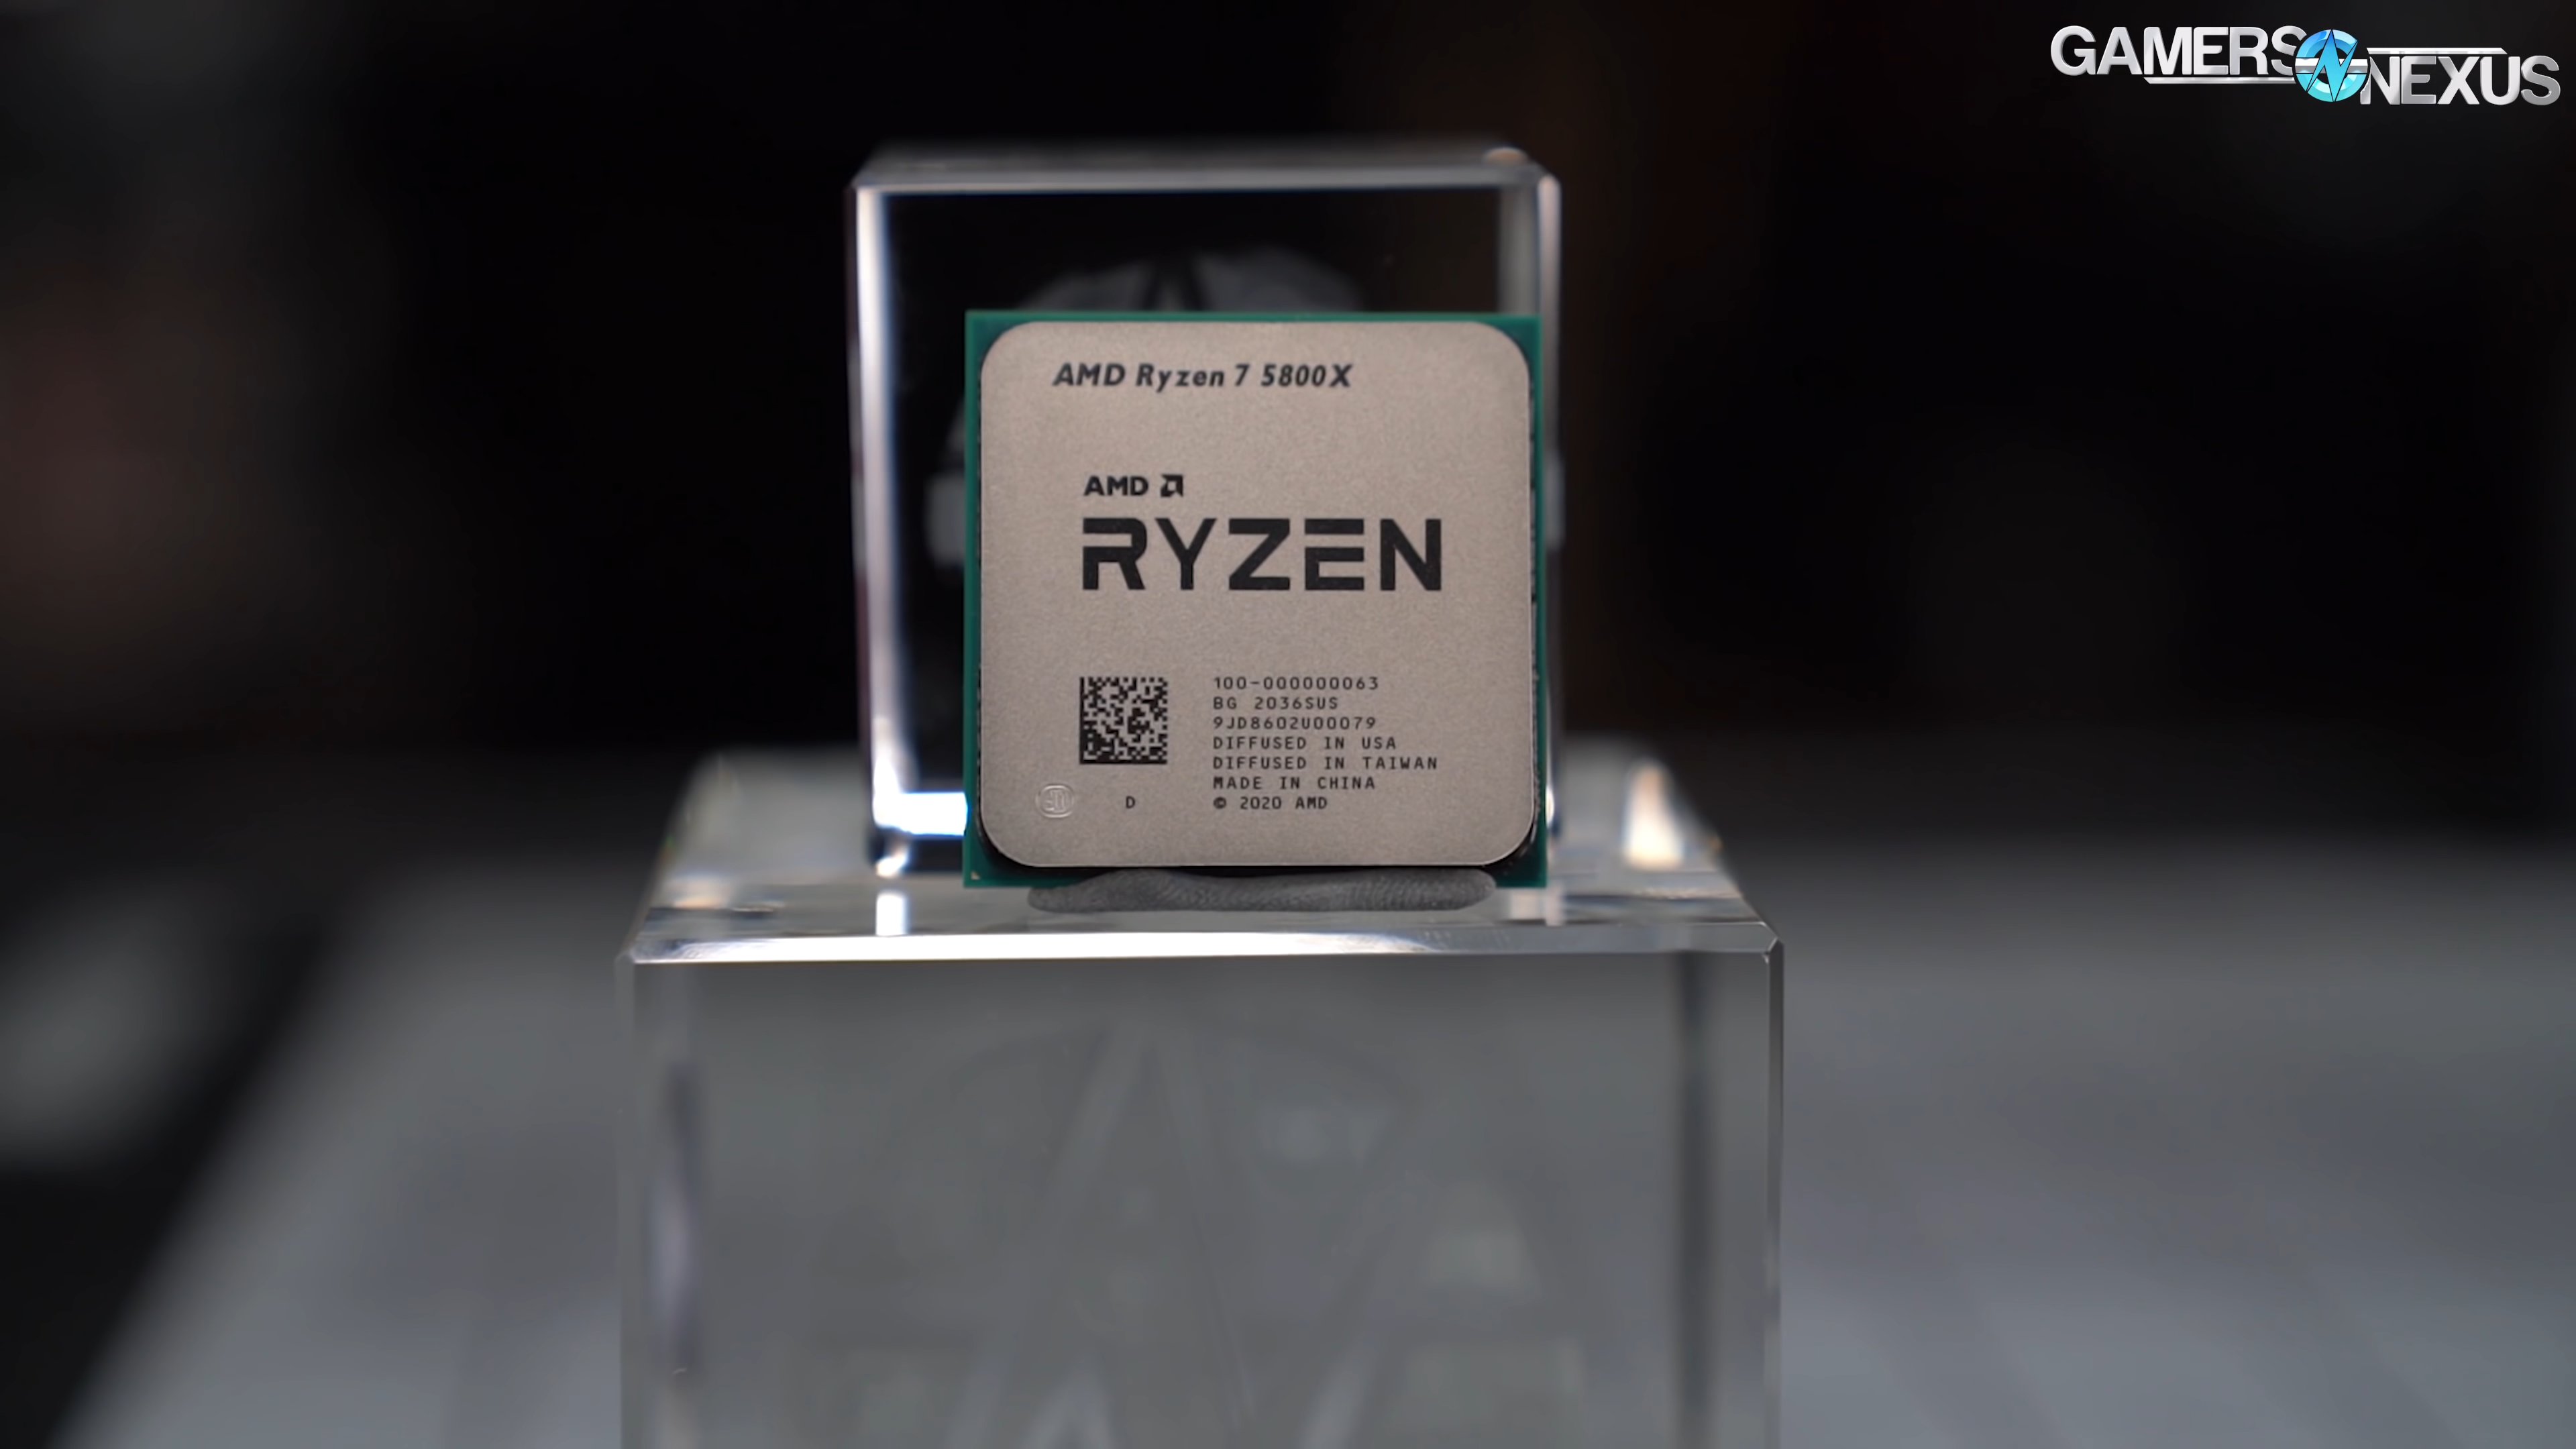 GAMERS NEXUS
AMD Ryzen 7 5800X
AMD
RYZEN
100-000000063
BG 2036SUS
9JD8602U00079
DIFFUSED IN USA
DIFFUSED IN TAIWAN
MADE IN CHINA
D © 2020 AMD